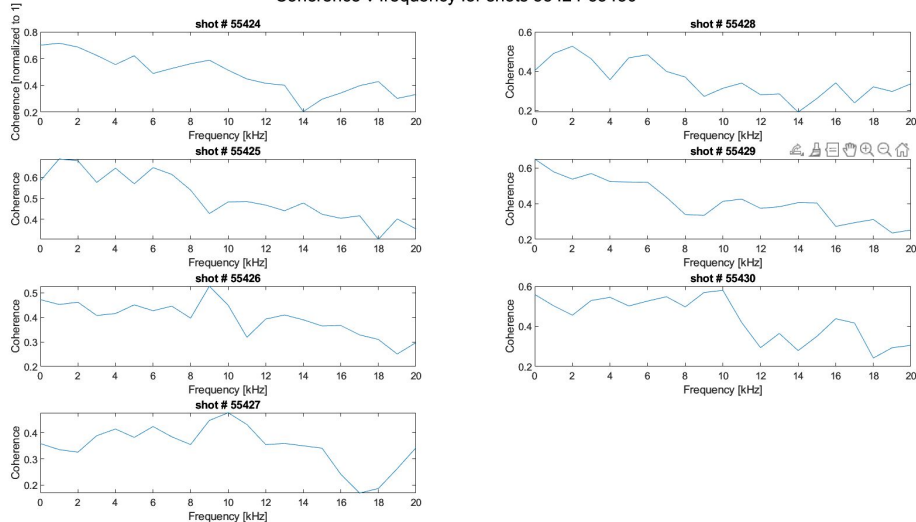 Coherence v frequency for shots 55424-55430
shot # 55424
Coherence [normalized to 1]
0.8
0.6
0.4
0.2
0 2 4 6 8 10 12 14 16 18 20
Frequency [kHz]
shot # 55428
Coherence
0.6
0.4
0.2
0 2 4 6 8 10 12 14 16 18 20
Frequency [kHz]
shot # 55425
Coherence
0.6
0.5
0.4
0 2 4 6 8 10 12 14 16 18 20
Frequency [kHz]
shot # 55429
Coherence
0.6
0.4
0.2
0 2 4 6 8 10 12 14 16 18 20
Frequency [kHz]
shot # 55426
Coherence
0.5
0.4
0.3
0.2
0 2 4 6 8 10 12 14 16 18 20
Frequency [kHz]
shot # 55430
Coherence
0.6
0.4
0.2
0 2 4 6 8 10 12 14 16 18 20
Frequency [kHz]
shot # 55427
Coherence
0.4
0.3
0.2
0 2 4 6 8 10 12 14 16 18 20
Frequency [kHz]